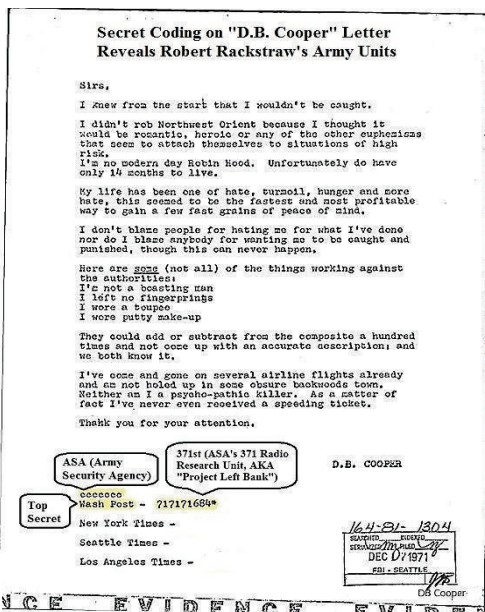 Secret Coding on "D.B. Cooper" Letter
Reveals Robert Rackstraw's Army Units
Sirs,
I knew from the start that I wouldn't be caught.
I didn't rob Northwest Orient because I thought it
would be romantic, heroic or any of the other euphemisms
that seem to attach themselves to situations of high
risk.
I'm no modern day Robin Hood. Unfortunately do have
only 14 months to live.
My life has been one of hate, turmoil, hunger and more
hate, this seemed to be the fastest and most profitable
way to gain a few fast grains of peace of mind.
I don't blame people for hating me for what I've done
nor do I blame anybody for wanting me to be caught and
punished, though this can never happen.
Here are some (not all) of the things working against
the authorities:
I'm not a boasting man
I left no fingerprints
I wore a toupee
I wore putty make-up
They could add or subtract from the composite a hundred
times and not come up with an accurate description; and
we both know it.
I've come and gone on several airline flights already
and am not holed up in some obsure backwoods town.
Neither am I a psycho-pathic killer. As a matter of
fact I've never even received a speeding ticket.
Thank you for your attention.
D.B. COOPER
ASA (Army
Security Agency)
371st (ASA's 371 Radio
Research Unit, AKA
"Project Left Bank")
Top
Secret
ccccccc
Wash Post - 717171684*
New York Times -
Seattle Times -
Los Angeles Times -
164-81- 1304
SEARCHED INDEXED
SERIALIZED FILED
DEC 07 1971
FBI - SEATTLE
DB Cooper
NCE EVIDENCE